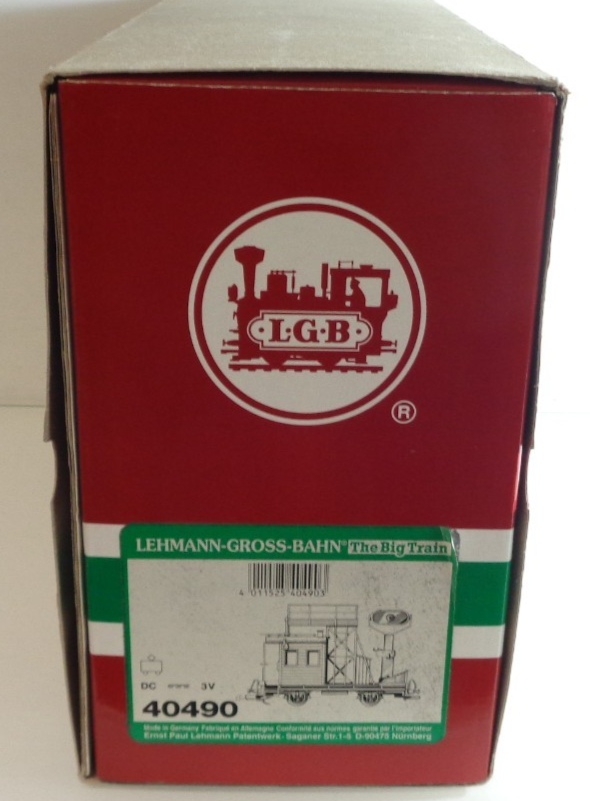 L·G·B
®
LEHMANN-GROSS-BAHN® The Big Train
4 011525 404903
DC 3V
40490
Made in Germany Fabriqué en Allemagne Conformité aux normes garantie par l'importateur
Ernst Paul Lehmann Patentwerk · Saganer Str. 1-5 D-90475 Nürnberg